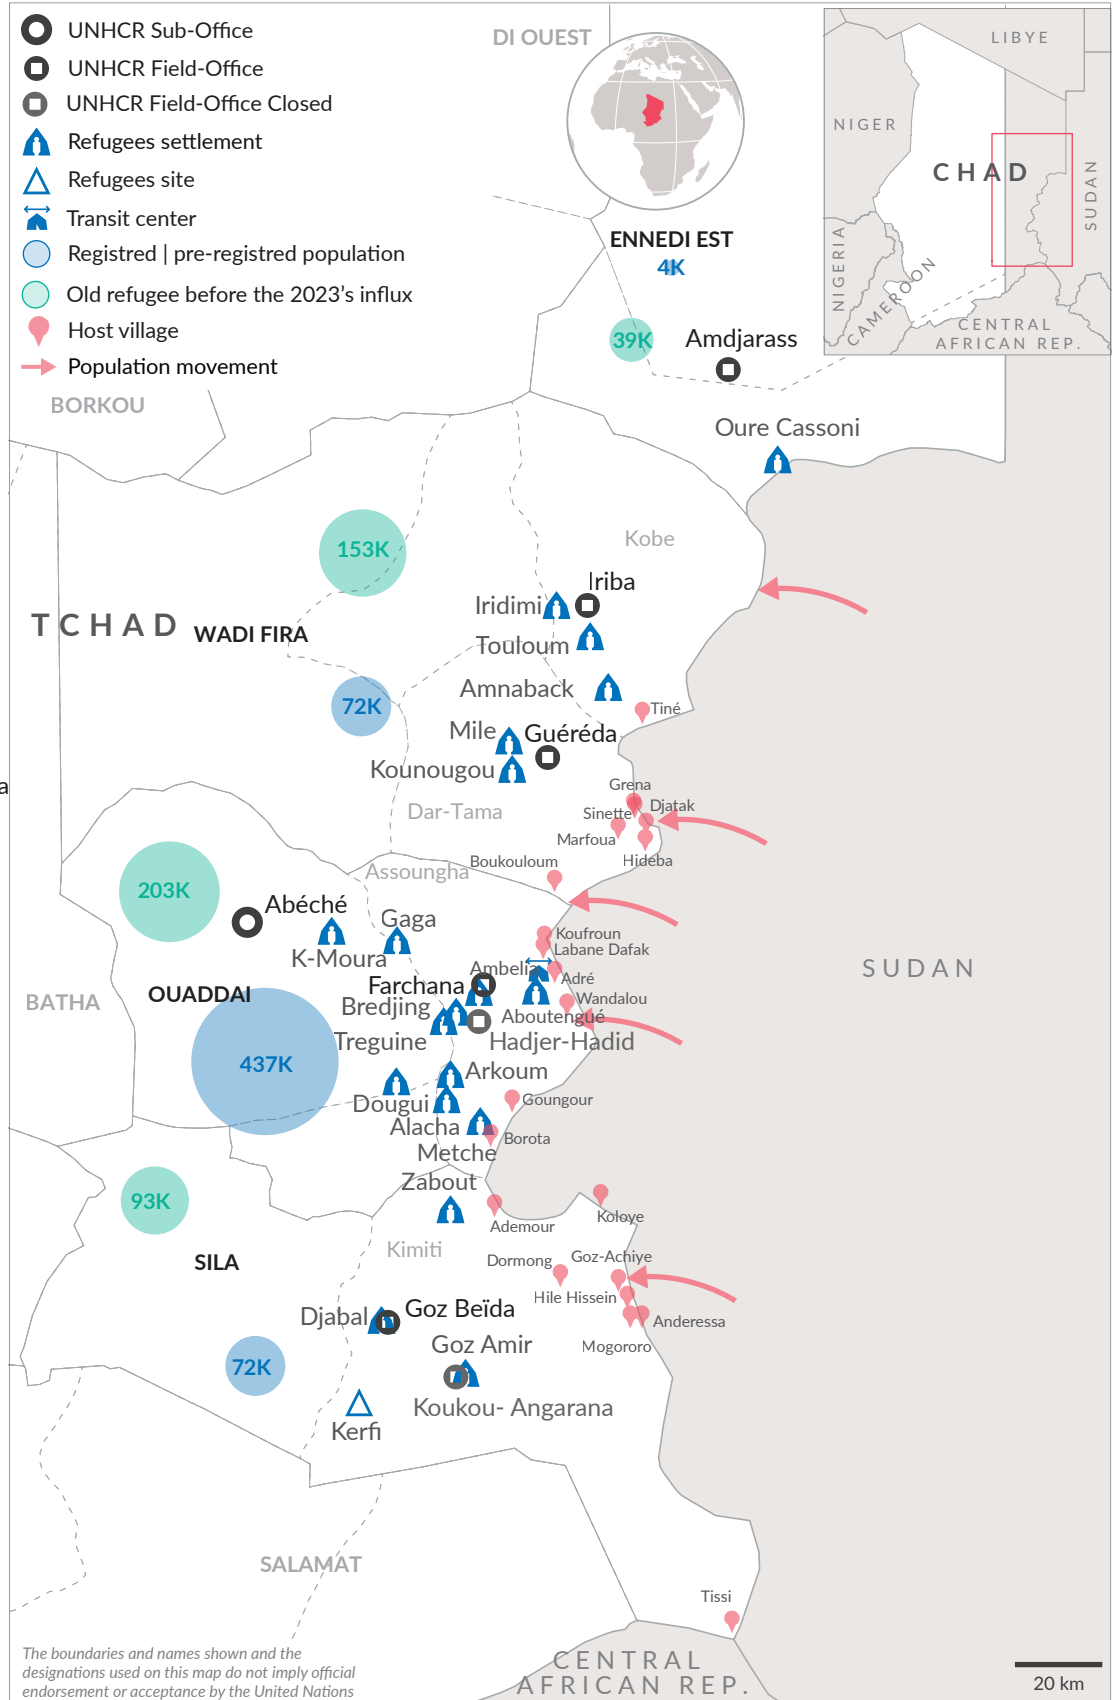 UNHCR Sub-Office
UNHCR Field-Office
UNHCR Field-Office Closed
Refugees settlement
Refugees site
Transit center
Registred | pre-registred population
Old refugee before the 2023's influx
Host village
Population movement
DI OUEST
LIBYE
NIGER
CHAD
SUDAN
NIGERIA
CAMEROON
CENTRAL
AFRICAN REP.
ENNEDI EST
4K
39K
Amdjarass
BORKOU
Oure Cassoni
153K
Kobe
Iriba
Iridimi
TCHAD
WADI FIRA
Touloum
Amnaback
72K
Tiné
Mile
Guéréda
Kounougou
a
Grena
Sinette
Djatak
Dar-Tama
Marfoua
Hideba
Boukouloum
Assoungha
203K
Abéché
Gaga
Koufroun
Labane Dafak
K-Moura
Ambelia
Adré
SUDAN
Farchana
OUADDAI
BATHA
Bredjing
Wandalou
Aboutengué
Treguine
Hadjer-Hadid
437K
Arkoum
Dougui
Goungour
Alacha
Borota
Metche
Zabout
93K
Ademour
Koloye
Kimiti
Dormong
Goz-Achiye
SILA
Hile Hissein
Djabal
Goz Beïda
Anderessa
Goz Amir
Mogororo
72K
Koukou- Angarana
Kerfi
SALAMAT
Tissi
The boundaries and names shown and the
designations used on this map do not imply official
endorsement or acceptance by the United Nations
CENTRAL
AFRICAN REP.
20 km